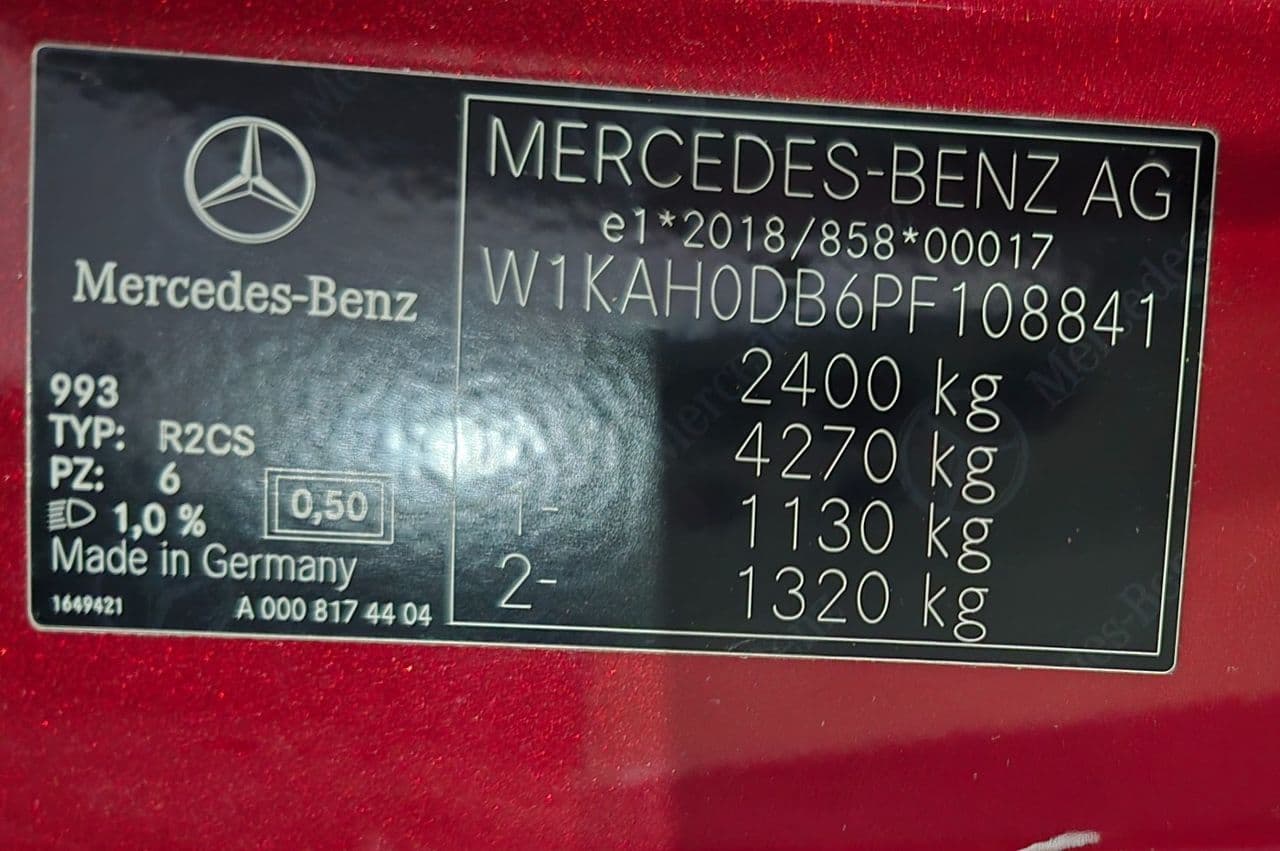 Mercedes-Benz
993
TYP: R2CS
PZ: 6
1,0 %
0,50
Made in Germany
1649421 A 000 817 44 04
MERCEDES-BENZ AG
e1*2018/858*00017
W1KAH0DB6PF108841
2400 kg
4270 kg
1- 1130 kg
2- 1320 kg